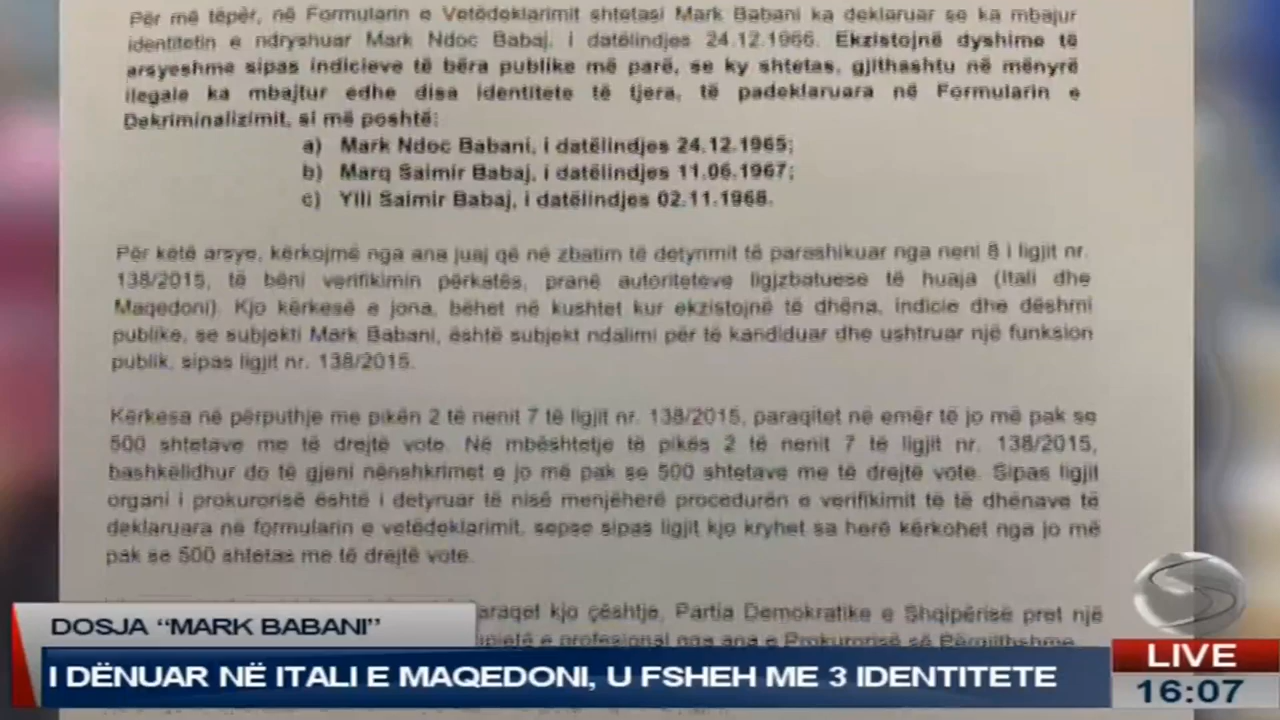 Për më tëpër, në Formularin e Vetëdeklarimit shtetasi Mark Babani ka deklaruar se ka mbajur
identitetin e ndryshuar Mark Ndoc Babaj, i datëlindjes 24.12.1966. Ekzistojnë dyshime të
arsyeshme sipas indicieve të bëra publike më parë, se ky shtetas, gjithashtu në mënyrë
ilegale ka mbajtur edhe disa identitete të tjera, të padeklaruara në Formularin e
Dekriminalizimit, si më poshtë:
a) Mark Ndoc Babani, i datëlindjes 24.12.1965;
b) Marq Saimir Babaj, i datëlindjes 11.06.1967;
c) Ylli Saimir Babaj, i datëlindjes 02.11.1968.
Për këtë arsye, kërkojmë nga ana juaj që në zbatim të detyrmit të parashikuar nga neni 8 i ligjit nr.
138/2015, të bëni verifikimin përkatës, pranë autoriteteve ligjzbatuese të huaja (Itali dhe
Maqedoni). Kjo kërkesë e jona, bëhet në kushtet kur ekzistojnë të dhëna, indicie dhe dëshmi
publike, se subjekti Mark Babani, është subjekt ndalimi për të kandiduar dhe ushtruar një funksion
publik, sipas ligjit nr. 138/2015.
Kërkesa në përputhje me pikën 2 të nenit 7 të ligjit nr. 138/2015, paraqitet në emër të jo më pak se
500 shtetave me të drejtë vote. Në mbështetje të pikës 2 të nenit 7 të ligjit nr. 138/2015,
bashkëlidhur do të gjeni nënshkrimet e jo më pak se 500 shtetave me të drejtë vote. Sipas ligjit
organi i prokurorisë është i detyruar të nisë menjëherë procedurën e verifikimit të të dhënave të
deklaruara në formularin e vetëdeklarimit, sepse sipas ligjit kjo kryhet sa herë kërkohet nga jo më
pak se 500 shtetas me të drejtë vote.
araqet kjo çështje, Partia Demokratike e Shqipërisë pret një
e profesional nga ana e Prokurorisë së Përgjithshme
DOSJA “MARK BABANI”
I DËNUAR NË ITALI E MAQEDONI, U FSHEH ME 3 IDENTITETE
LIVE
16:07